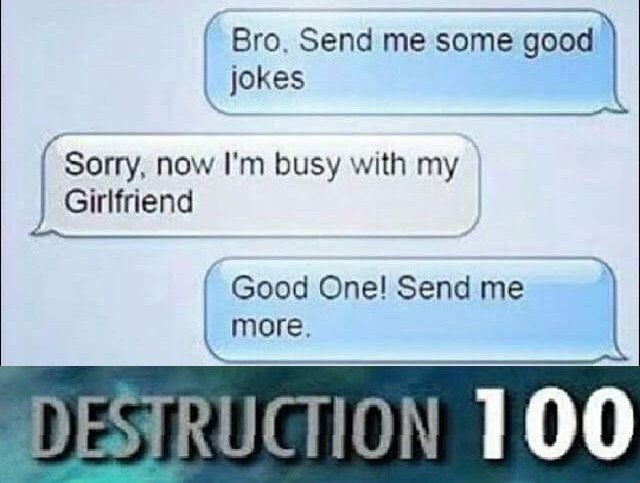 Bro, Send me some good
jokes
Sorry, now I'm busy with my
Girlfriend
Good One! Send me
more.
DESTRUCTION 100